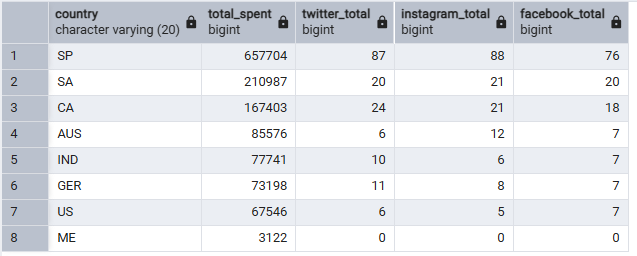 country total_spent twitter_total instagram_total facebook_total
character varying (20) bigint bigint bigint bigint
1 SP 657704 87 88 76
2 SA 210987 20 21 20
3 CA 167403 24 21 18
4 AUS 85576 6 12 7
5 IND 77741 10 6 7
6 GER 73198 11 8 7
7 US 67546 6 5 7
8 ME 3122 0 0 0